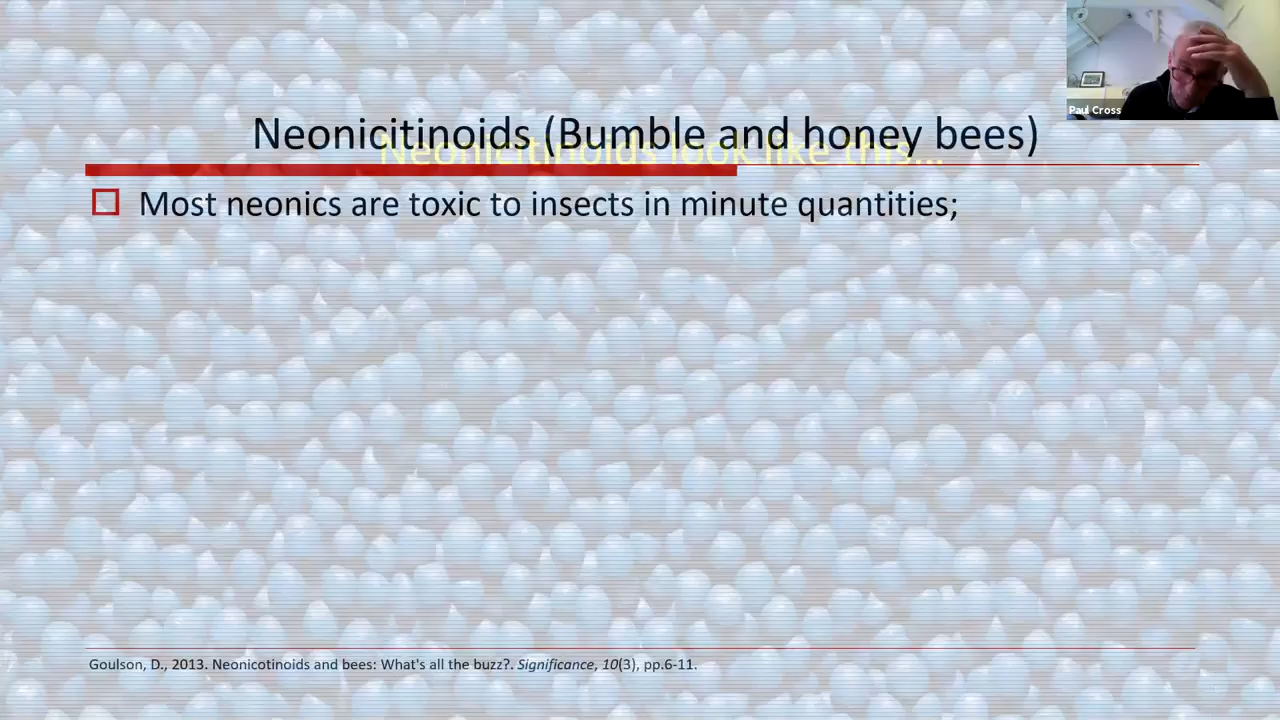 Paul Cross
Neonicitinoids (Bumble and honey bees)
Neonicitinoids look like this...
Most neonics are toxic to insects in minute quantities;
Goulson, D., 2013. Neonicotinoids and bees: What's all the buzz?. Significance, 10(3), pp.6-11.